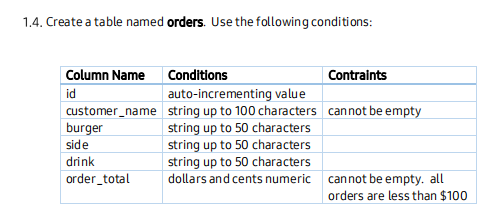 1.4. Create a table named orders. Use the following conditions:
Column Name Conditions Contraints
id auto-incrementing value
customer_name string up to 100 characters cannot be empty
burger string up to 50 characters
side string up to 50 characters
drink string up to 50 characters
order_total dollars and cents numeric cannot be empty. all
orders are less than $100